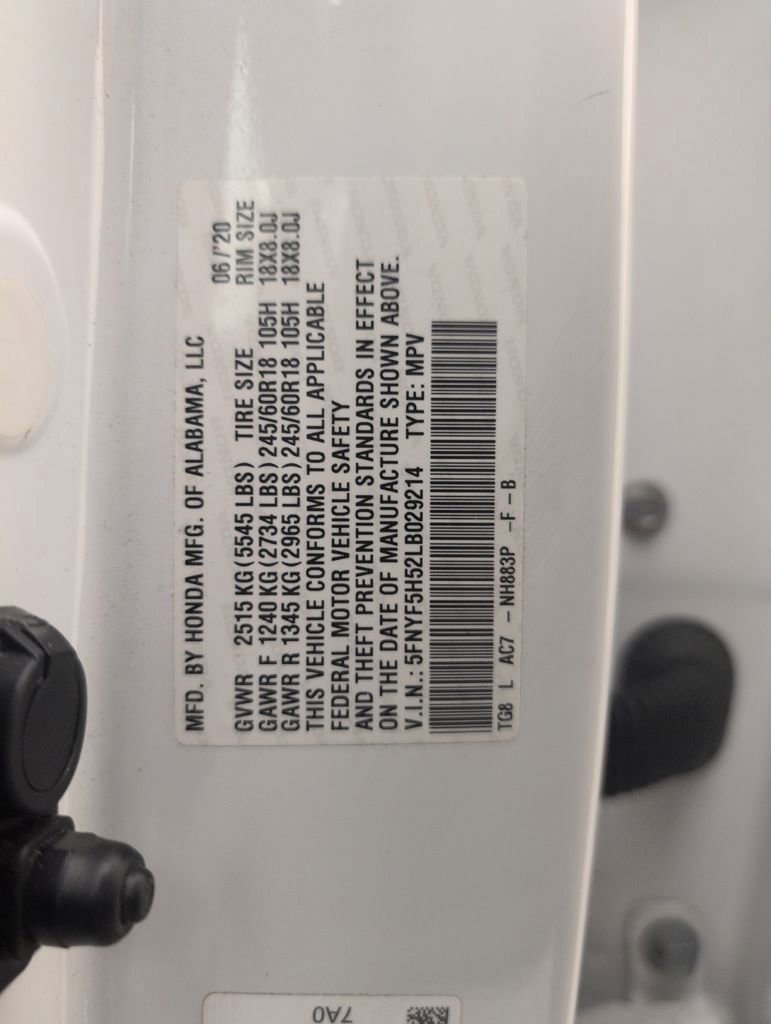 MFD. BY HONDA MFG. OF ALABAMA, LLC
06/'20
GVWR 2515 KG(5545 LBS) TIRE SIZE RIM SIZE
GAWR F 1240 KG(2734 LBS)245/60R18 105H 18X8.0J
GAWR R 1345 KG(2965 LBS)245/60R18 105H 18X8.0J
THIS VEHICLE CONFORMS TO ALL APPLICABLE
FEDERAL MOTOR VEHICLE SAFETY
AND THEFT PREVENTION STANDARDS IN EFFECT
ON THE DATE OF MANUFACTURE SHOWN ABOVE.
V.I.N.: 5FNYF5H52LB029214 TYPE: MPV
TG8 L AC7 -NH883P -F-B
7A0